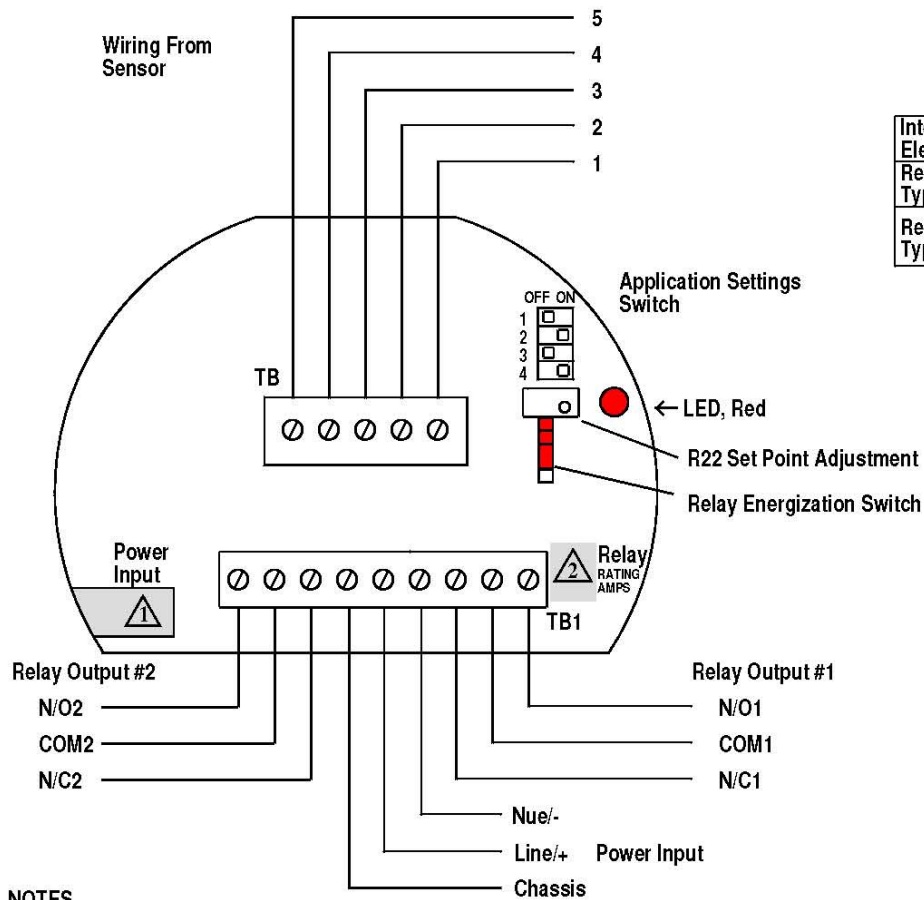 Wiring From
Sensor
5
4
3
2
1
Application Settings
Switch
OFF ON
1
2
3
4
TB
← LED, Red
R22 Set Point Adjustment
Relay Energization Switch
Power
Input
1
2
Relay
RATING
AMPS
TB1
Relay Output #2
N/O2
COM2
N/C2
Relay Output #1
N/O1
COM1
N/C1
Nue/-
Line/+ Power Input
Chassis
NOTES